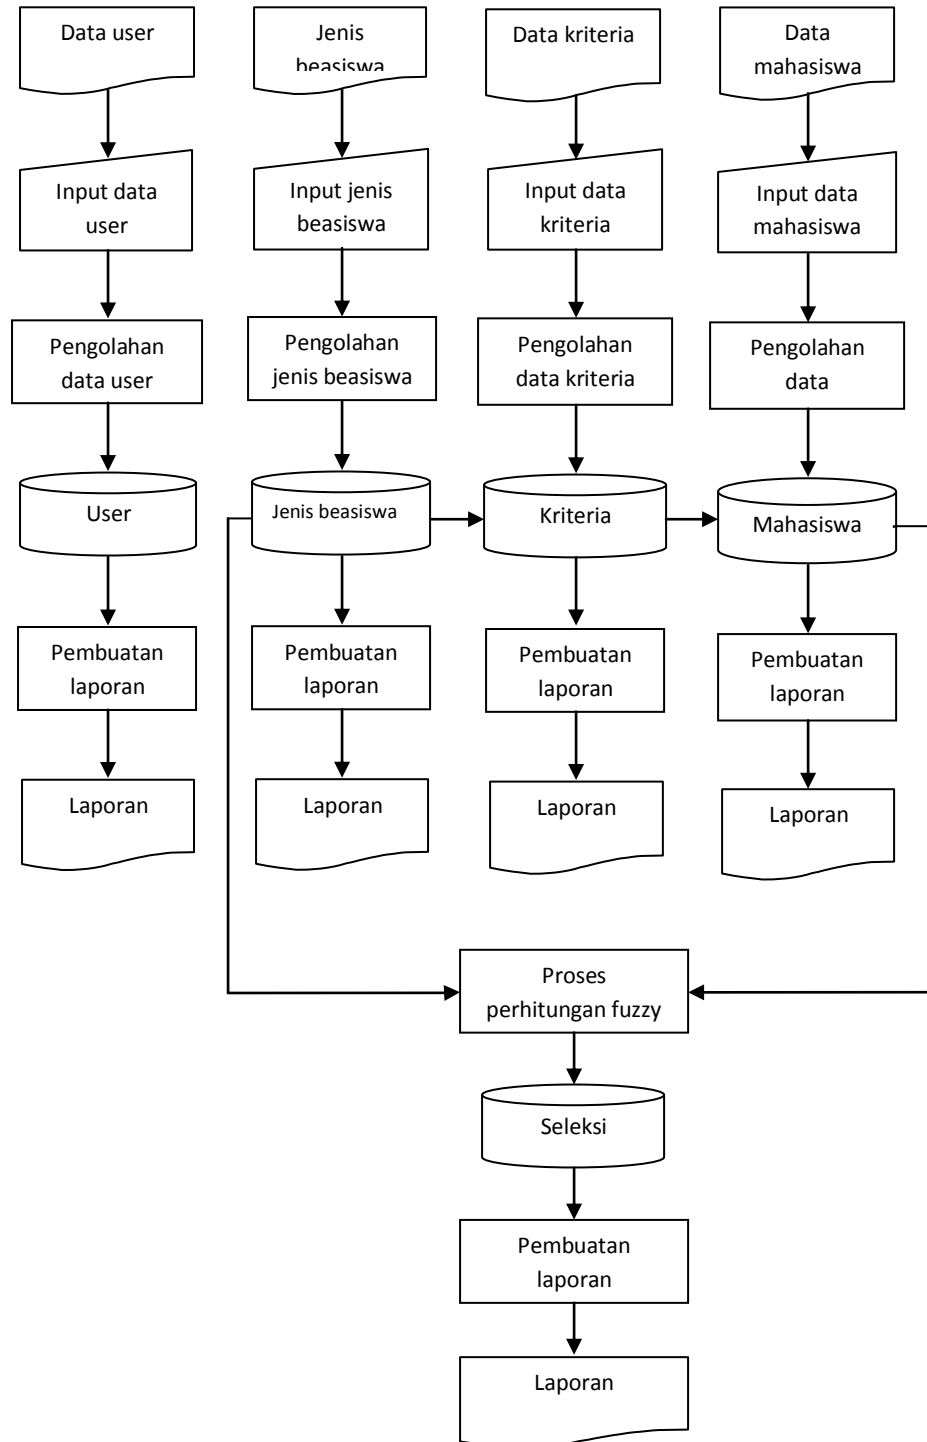 Data user
Jenis
beasiswa
Data kriteria
Data
mahasiswa
Input data
user
Input jenis
beasiswa
Input data
kriteria
Input data
mahasiswa
Pengolahan
data user
Pengolahan
jenis beasiswa
Pengolahan
data kriteria
Pengolahan
data
User
Jenis beasiswa
Kriteria
Mahasiswa
Pembuatan
laporan
Pembuatan
laporan
Pembuatan
laporan
Pembuatan
laporan
Laporan
Laporan
Laporan
Laporan
Proses
perhitungan fuzzy
Seleksi
Pembuatan
laporan
Laporan